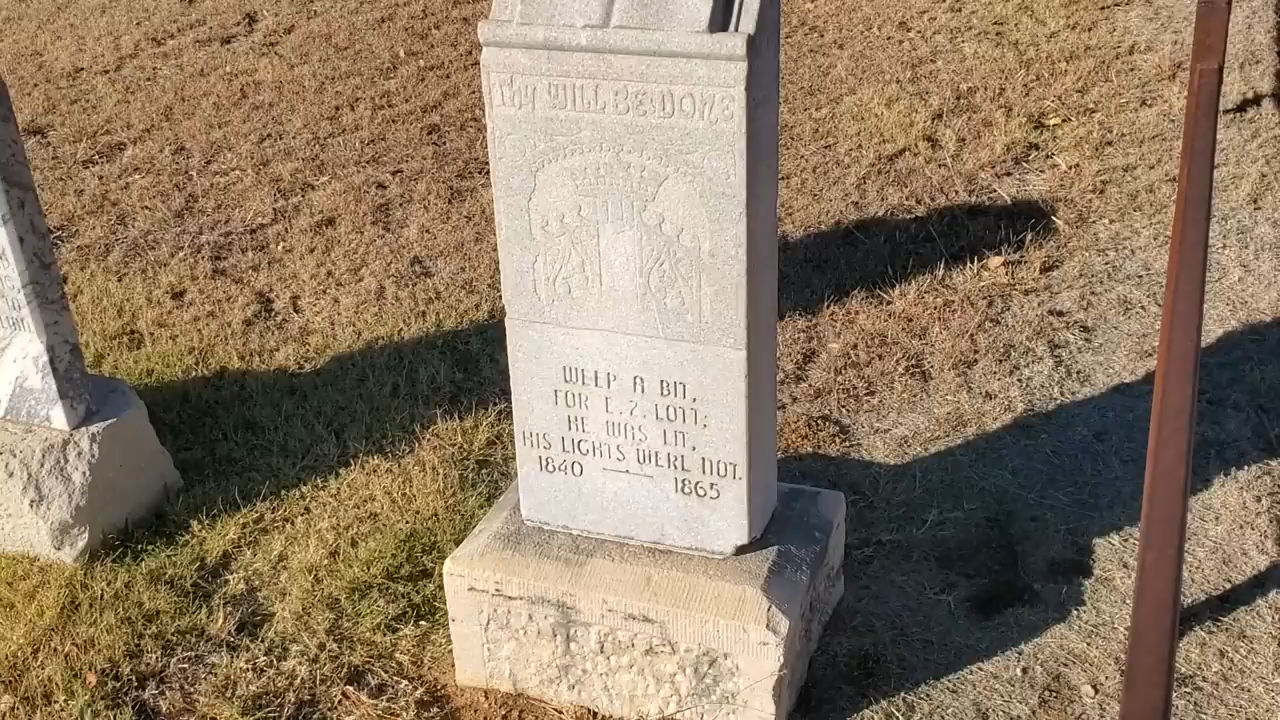 Thy WILL BE DONE
WEEP A BIT,
FOR E. Z. LOTT;
HE WAS LIT,
HIS LIGHTS WERE NOT.
1840 — 1865